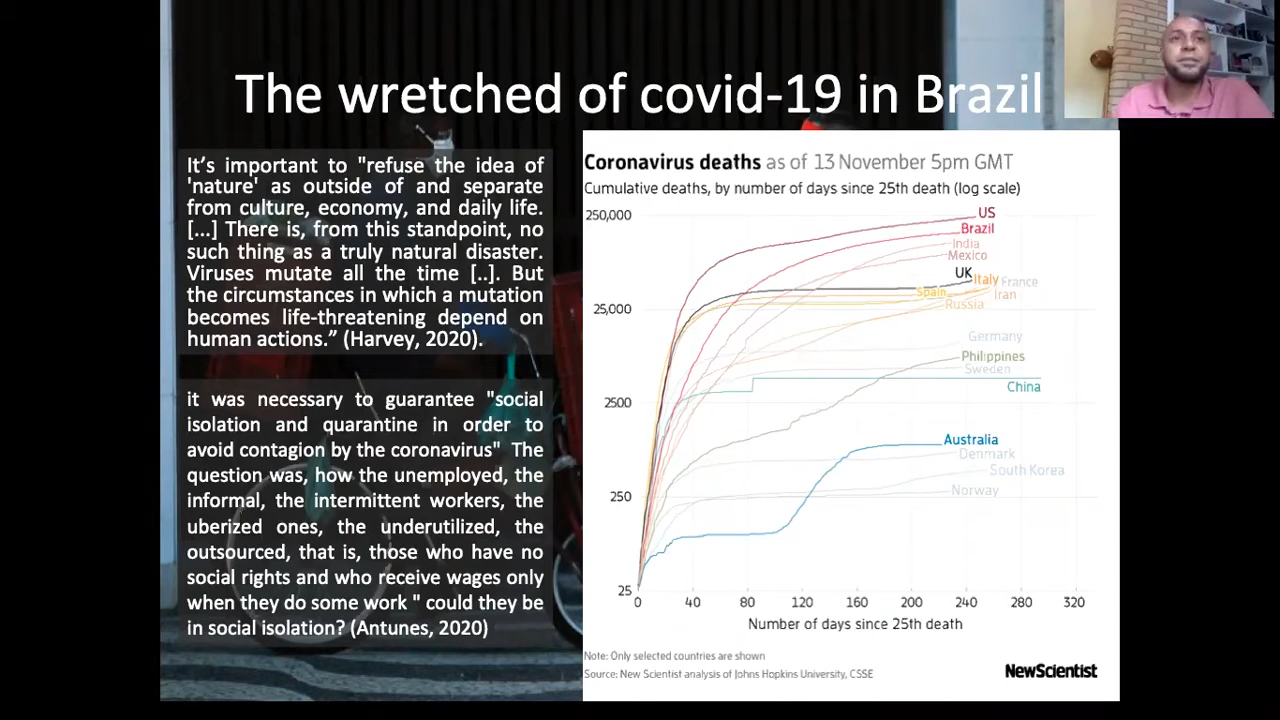 The wretched of covid-19 in Brazil
It's important to "refuse the idea of
'nature' as outside of and separate
from culture, economy, and daily life.
[...] There is, from this standpoint, no
such thing as a truly natural disaster.
Viruses mutate all the time [..]. But
the circumstances in which a mutation
becomes life-threatening depend on
human actions." (Harvey, 2020).
it was necessary to guarantee "social
isolation and quarantine in order to
avoid contagion by the coronavirus" The
question was, how the unemployed, the
informal, the intermittent workers, the
uberized ones, the underutilized, the
outsourced, that is, those who have no
social rights and who receive wages only
when they do some work " could they be
in social isolation? (Antunes, 2020)
Coronavirus deaths as of 13 November 5pm GMT
Cumulative deaths, by number of days since 25th death (log scale)
250,000
25,000
2500
250
25
US
Brazil
India
Mexico
UK
Italy
France
Spain
Iran
Russia
Germany
Philippines
Sweden
China
Australia
Denmark
South Korea
Norway
0 40 80 120 160 200 240 280 320
Number of days since 25th death
Note: Only selected countries are shown
Source: New Scientist analysis of Johns Hopkins University, CSSE
NewScientist